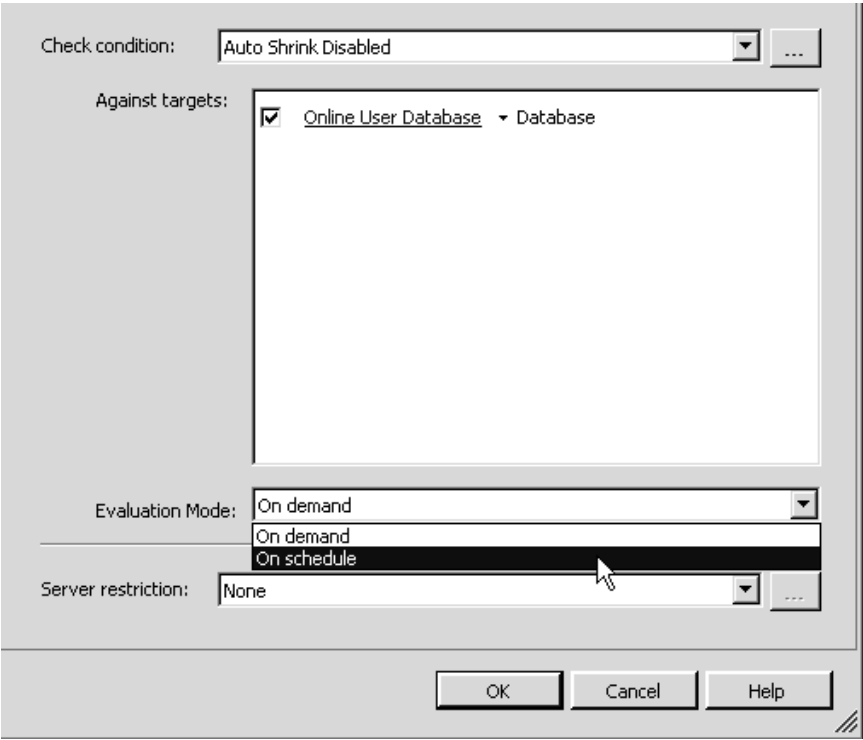 Check condition: Auto Shrink Disabled ...
Against targets:
Online User Database Database
Evaluation Mode: On demand
On demand
On schedule
Server restriction: None ...
OK Cancel Help